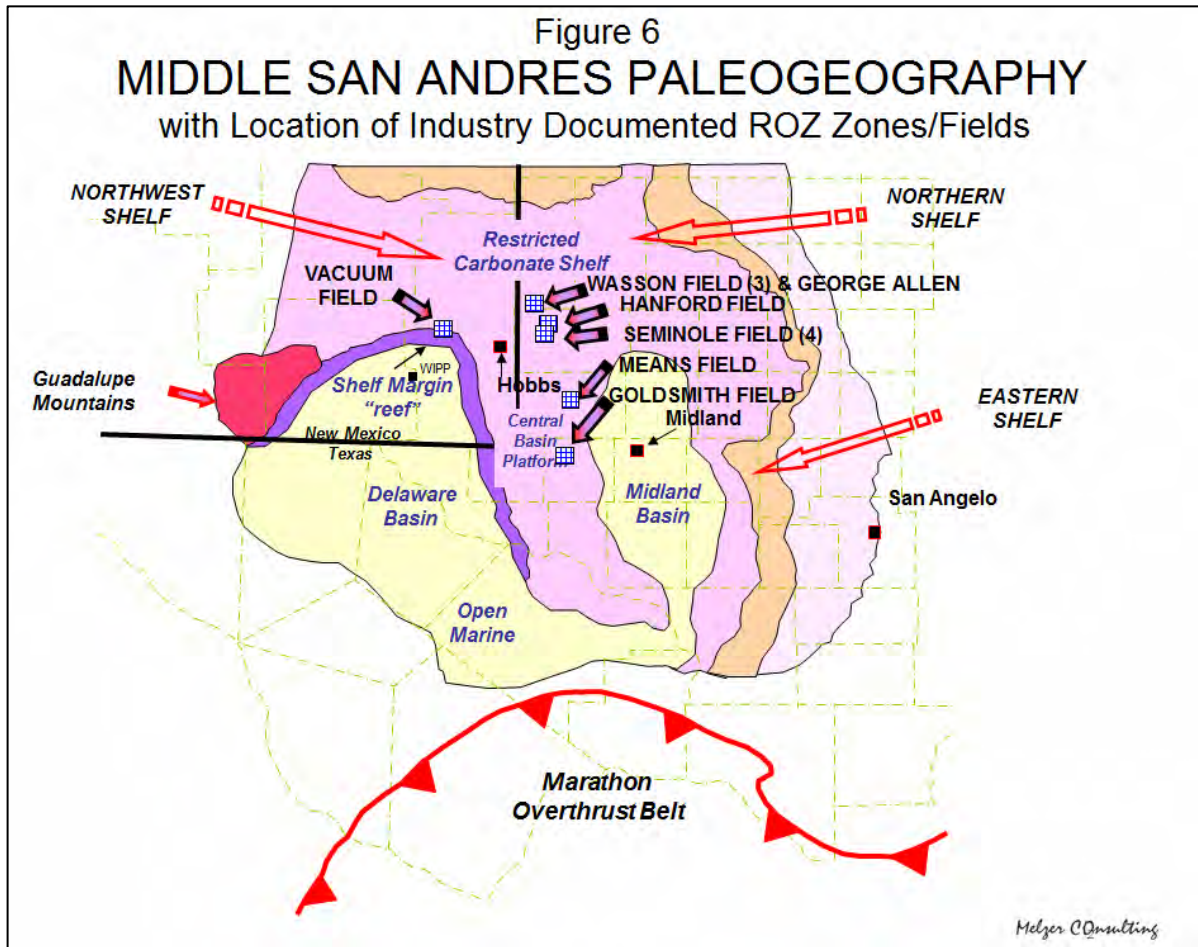 Figure 6
MIDDLE SAN ANDRES PALEOGEOGRAPHY
with Location of Industry Documented ROZ Zones/Fields
NORTHWEST
SHELF
NORTHERN
SHELF
Restricted
Carbonate Shelf
VACUUM
FIELD
WASSON FIELD (3) & GEORGE ALLEN
HANFORD FIELD
SEMINOLE FIELD (4)
MEANS FIELD
GOLDSMITH FIELD
Midland
Guadalupe
Mountains
WIPP
Shelf Margin
"reef"
Hobbs
New Mexico
Texas
Central
Basin
Platform
EASTERN
SHELF
Delaware
Basin
Midland
Basin
San Angelo
Open
Marine
Marathon
Overthrust Belt
Melzer COnsulting